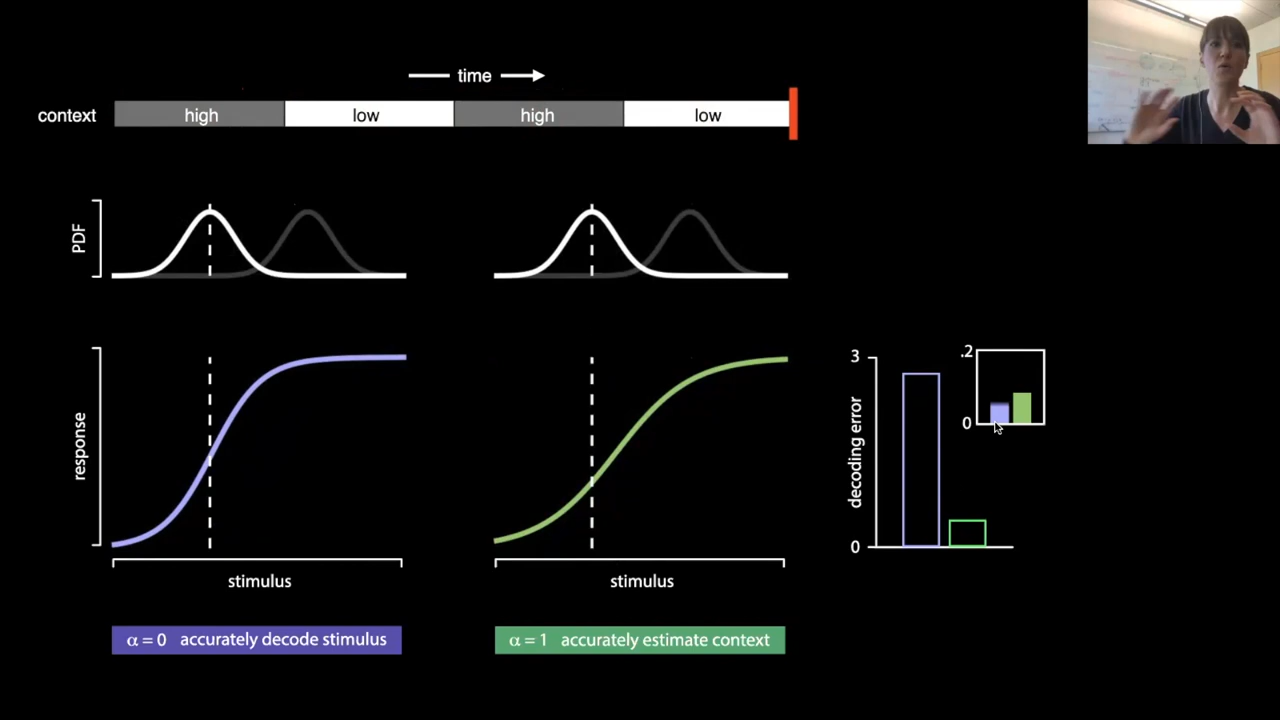 time
context
high
low
high
low
PDF
response
stimulus
stimulus
α = 0 accurately decode stimulus
α = 1 accurately estimate context
decoding error
3
0
.2
0